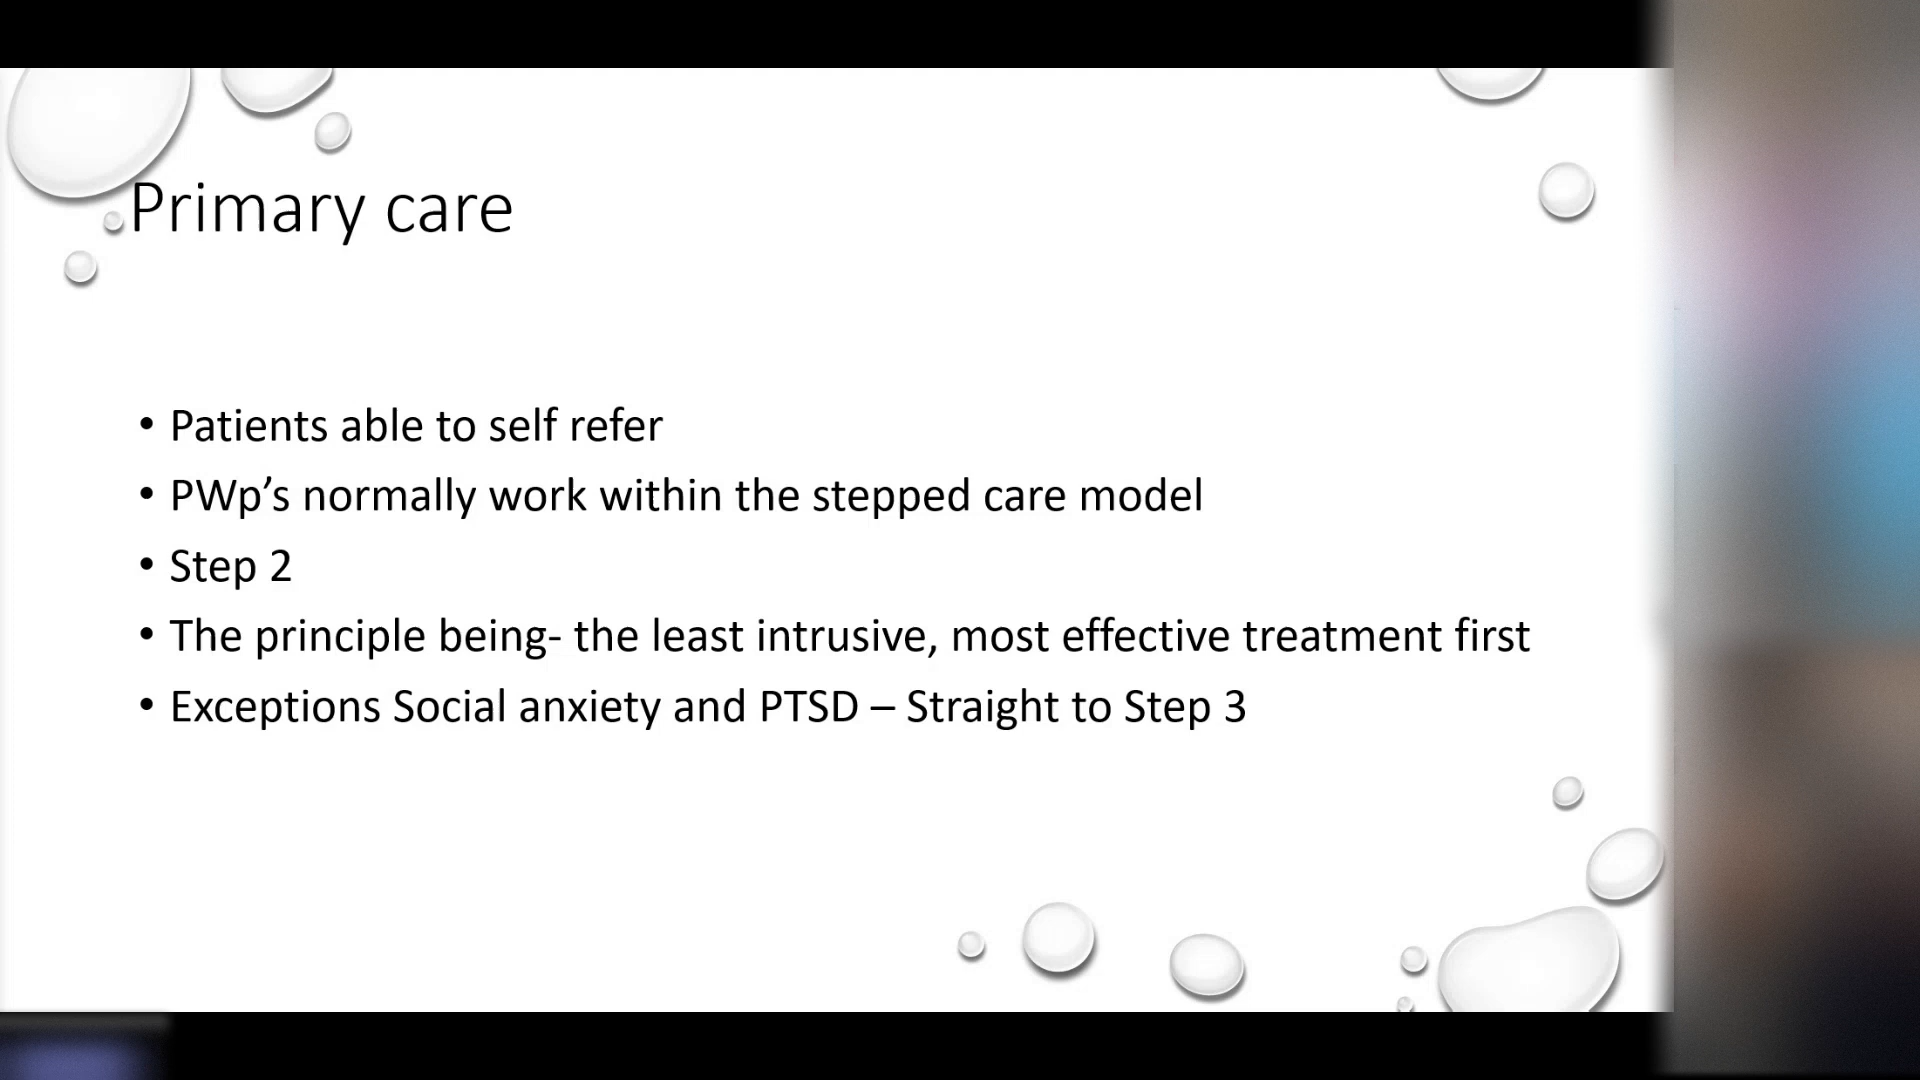 Primary care
• Patients able to self refer
• PWp’s normally work within the stepped care model
• Step 2
• The principle being- the least intrusive, most effective treatment first
• Exceptions Social anxiety and PTSD – Straight to Step 3